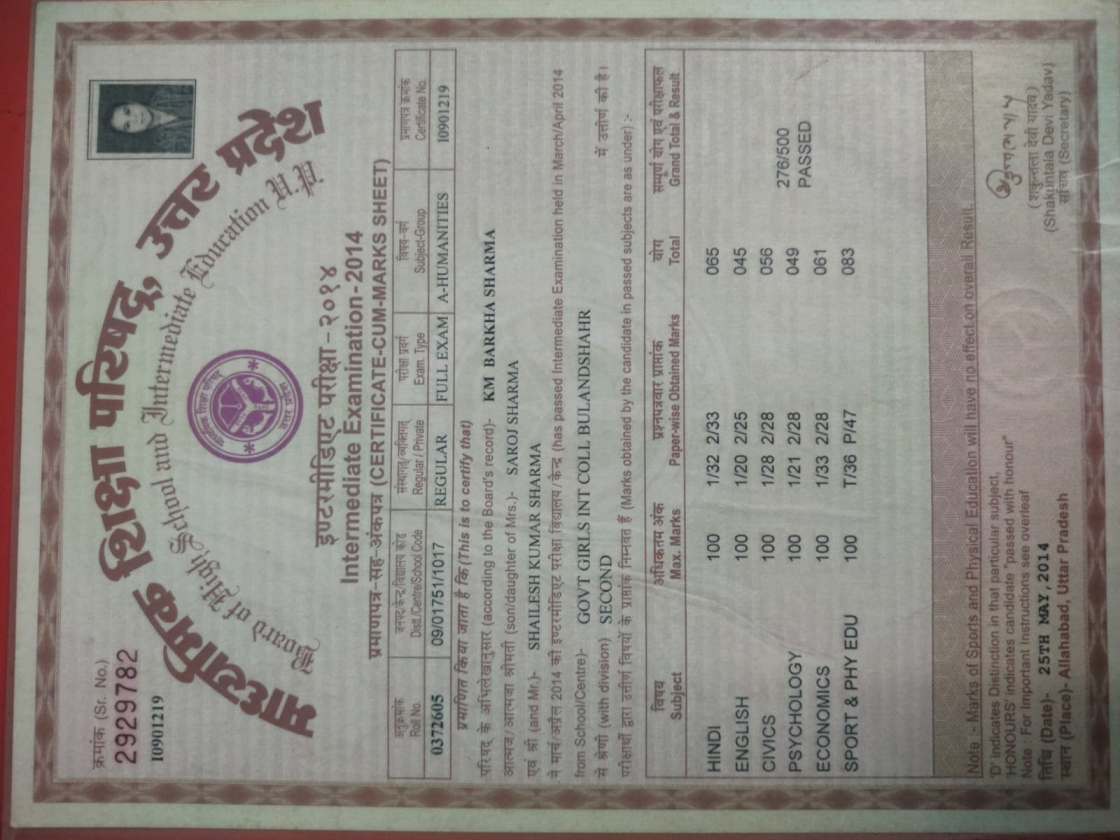 क्रमांक (Sr. No.)
2929782
10901219
माध्यमिक शिक्षा परिषद्, उत्तर प्रदेश
Board of High School and Intermediate Education U.P.
इण्टरमीडिएट परीक्षा-२०१४
Intermediate Examination-2014
प्रमाणपत्र-सह-अंकपत्र (CERTIFICATE-CUM-MARKS SHEET)
अनुक्रमांक जनपद/केन्द्र/विद्यालय कोड संस्थागत/व्यक्तिगत परीक्षा प्रवर्ग विषय-वर्ग प्रमाणपत्र क्रमांक
Roll No. Distt./Centre/School Code Regular / Private Exam. Type Subject-Group Certificate No.
0372605 09/01751/1017 REGULAR FULL EXAM A-HUMANITIES 10901219
प्रमाणित किया जाता है कि (This is to certify that)
परिषद के अभिलेखानुसार (according to the Board's record)- KM BARKHA SHARMA
आत्मज/आत्मजा श्रीमती (son/daughter of Mrs.)- SAROJ SHARMA
एवं श्री (and Mr.)- SHAILESH KUMAR SHARMA
ने मार्च/अप्रैल 2014 की इण्टरमीडिएट परीक्षा विद्यालय/केन्द्र (has passed Intermediate Examination held in March/April 2014
from School/Centre)- GOVT GIRLS INT COLL BULANDSHAHR
से श्रेणी (with division) SECOND में उत्तीर्ण की है।
परीक्षार्थी द्वारा उत्तीर्ण विषयों के प्राप्तांक निम्नवत हैं (Marks obtained by the candidate in passed subjects are as under) :-
विषय अधिकतम अंक प्रश्नपत्रवार प्राप्तांक योग सम्पूर्ण योग एवं परीक्षाफल
Subject Max. Marks Paper-wise Obtained Marks Total Grand Total & Result
HINDI 100 1/32 2/33 065
ENGLISH 100 1/20 2/25 045
CIVICS 100 1/28 2/28 056
PSYCHOLOGY 100 1/21 2/28 049 276/500
ECONOMICS 100 1/33 2/28 061 PASSED
SPORT & PHY EDU 100 T/36 P/47 083
Note :- Marks of Sports and Physical Education will have no effect on overall Result.
'D' indicates Distinction in that particular subject
'HONOURS' indicates candidate "passed with honour"
Note : For Important Instructions see overleaf
तिथि (Date)- 25TH MAY, 2014
स्थान (Place)- Allahabad, Uttar Pradesh
(शकुन्तला देवी यादव)
(Shakuntala Devi Yadav)
सचिव (Secretary)